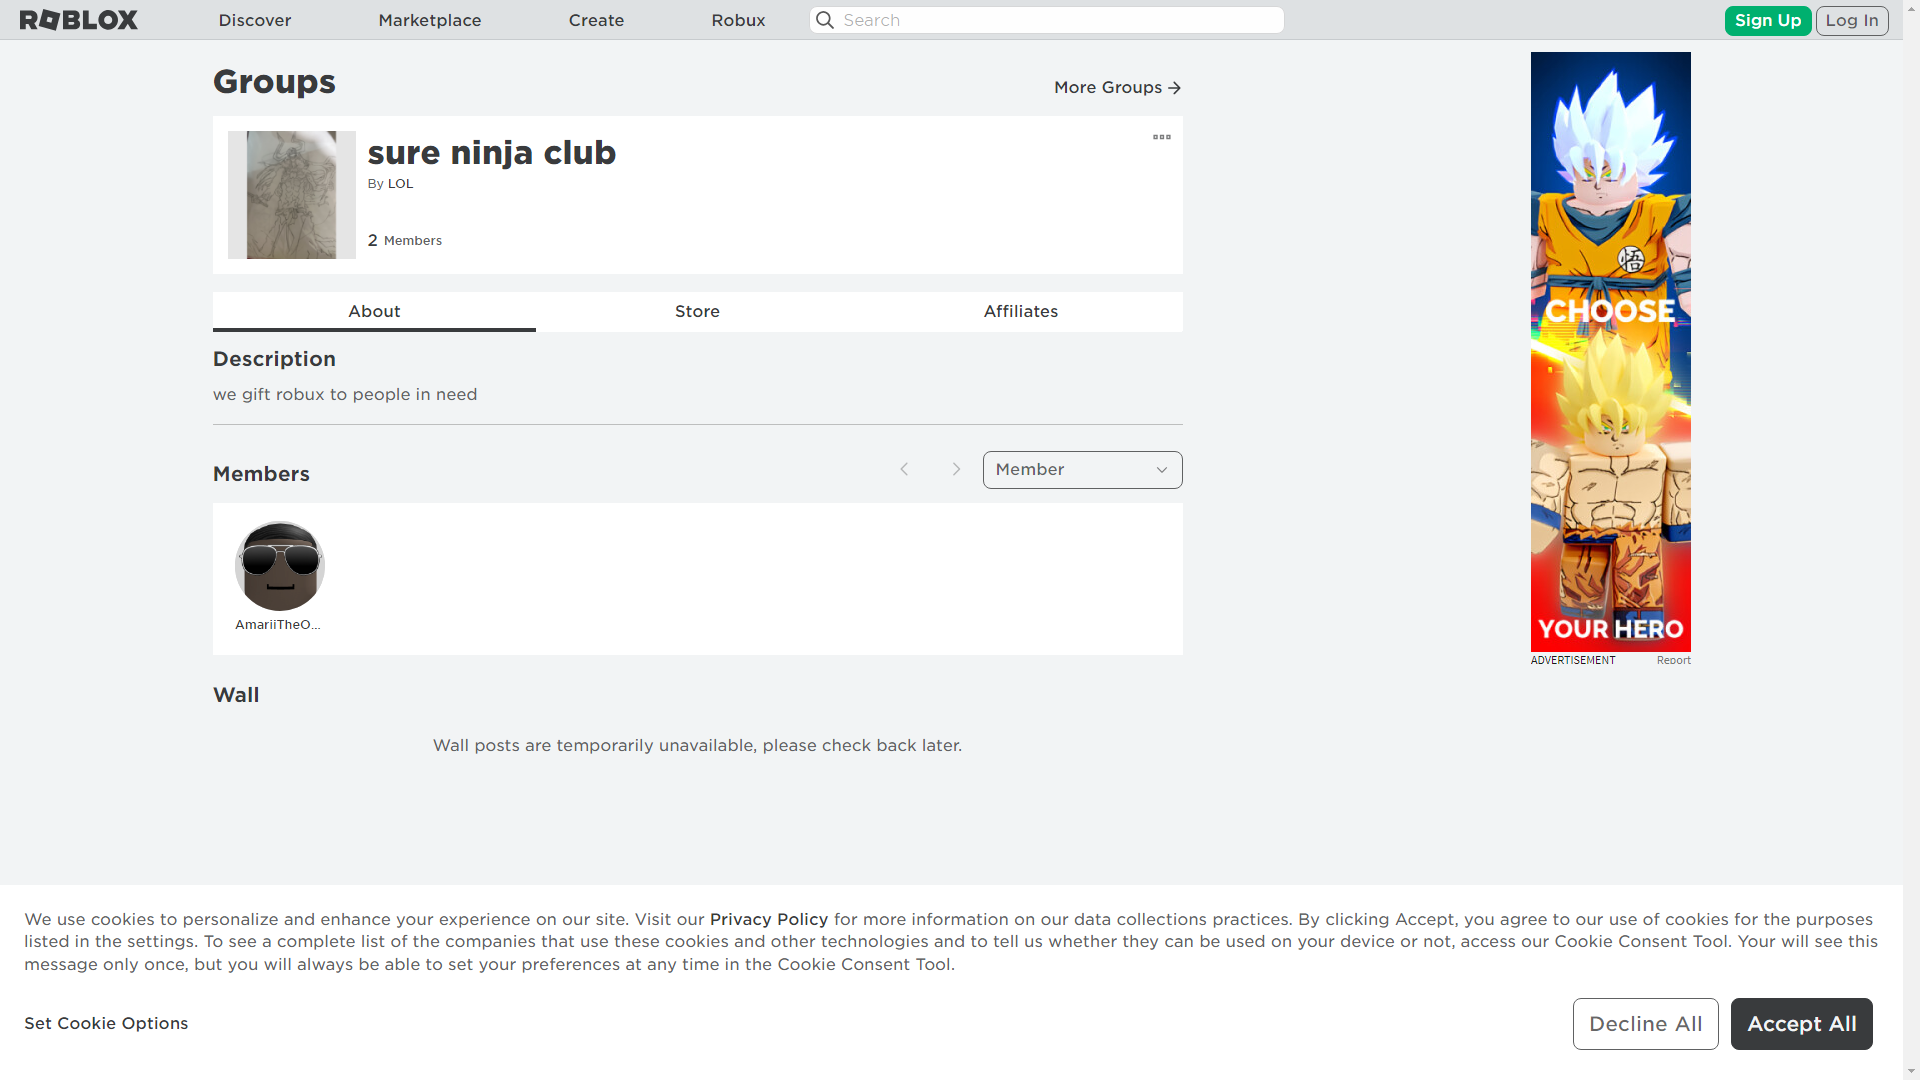 ROBLOX
Discover
Marketplace
Create
Robux
Search
Sign Up
Log In
Groups
More Groups
sure ninja club
By LOL
2 Members
About
Store
Affiliates
Description
we gift robux to people in need
Members
Member
AmariiTheO...
Wall
Wall posts are temporarily unavailable, please check back later.
悟
CHOOSE
YOUR HERO
ADVERTISEMENT
Report
We use cookies to personalize and enhance your experience on our site. Visit our Privacy Policy for more information on our data collections practices. By clicking Accept, you agree to our use of cookies for the purposes
listed in the settings. To see a complete list of the companies that use these cookies and other technologies and to tell us whether they can be used on your device or not, access our Cookie Consent Tool. Your will see this
message only once, but you will always be able to set your preferences at any time in the Cookie Consent Tool.
Set Cookie Options
Decline All
Accept All